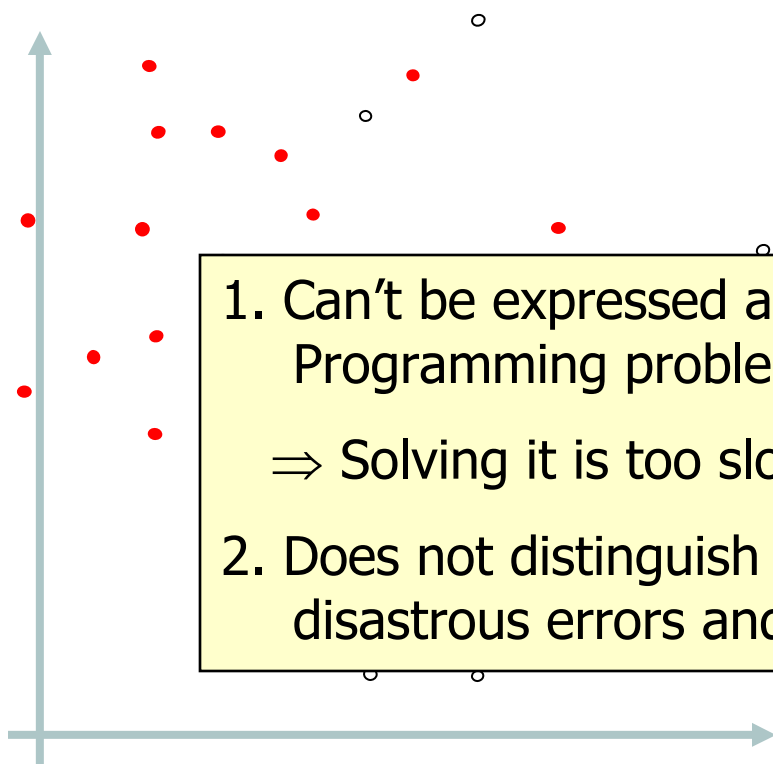 1. Can't be expressed a
Programming proble
⇒ Solving it is too slo
2. Does not distinguish
disastrous errors and